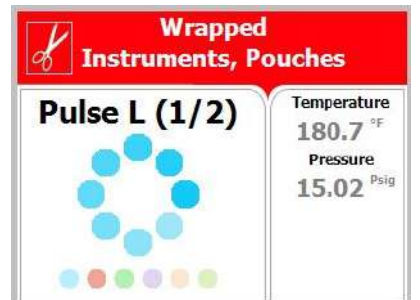 Wrapped
Instruments, Pouches
Pulse L (1/2)
Temperature
180.7 °F
Pressure
15.02 Psig